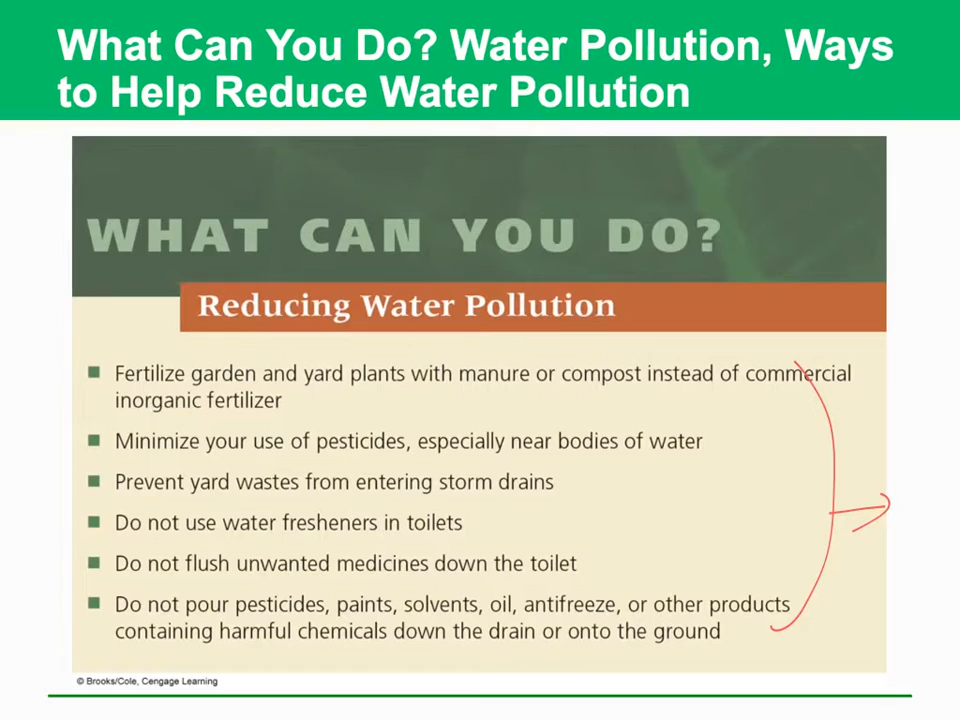 What Can You Do? Water Pollution, Ways
to Help Reduce Water Pollution
WHAT CAN YOU DO?
Reducing Water Pollution
Fertilize garden and yard plants with manure or compost instead of commercial
inorganic fertilizer
Minimize your use of pesticides, especially near bodies of water
Prevent yard wastes from entering storm drains
Do not use water fresheners in toilets
Do not flush unwanted medicines down the toilet
Do not pour pesticides, paints, solvents, oil, antifreeze, or other products
containing harmful chemicals down the drain or onto the ground
© Brooks/Cole, Cengage Learning